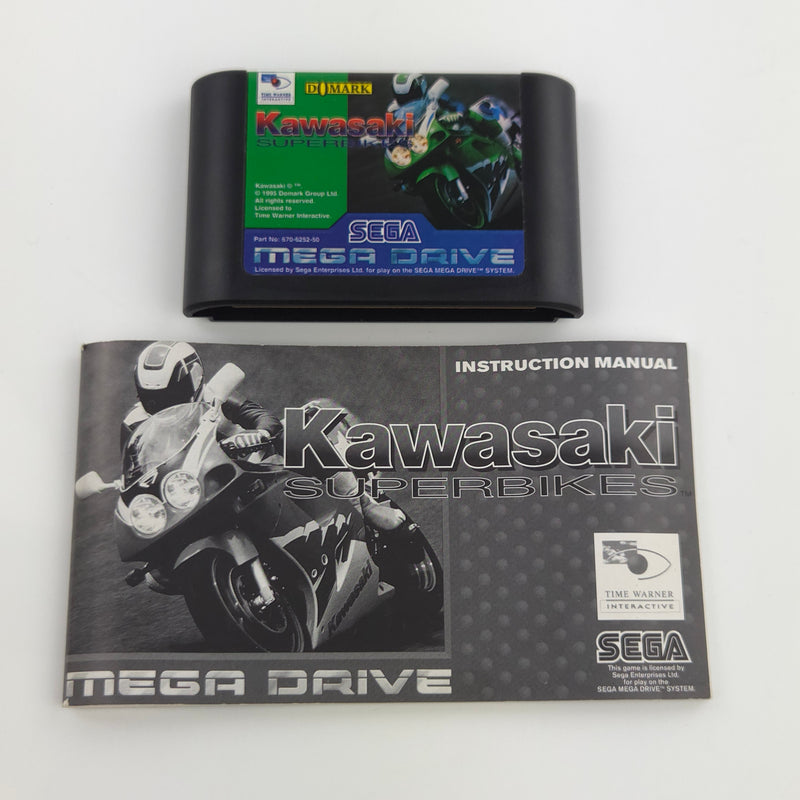 TIME WARNER
INTERACTIVE
DOMARK
Kawasaki
SUPERBIKES
Kawasaki © ™.
© 1995 Domark Group Ltd.
All rights reserved.
Licensed to
Time Warner Interactive.
Part No: 670-6252-50
SEGA
MEGA DRIVE
Licensed by Sega Enterprises Ltd. for play on the SEGA MEGA DRIVE™ SYSTEM.
INSTRUCTION MANUAL
Kawasaki
SUPERBIKES™
Kawasaki
TIME WARNER
INTERACTIVE
SEGA
This game is licensed by
Sega Enterprises Ltd.
for play on the
SEGA MEGA DRIVE™ SYSTEM.
MEGA DRIVE